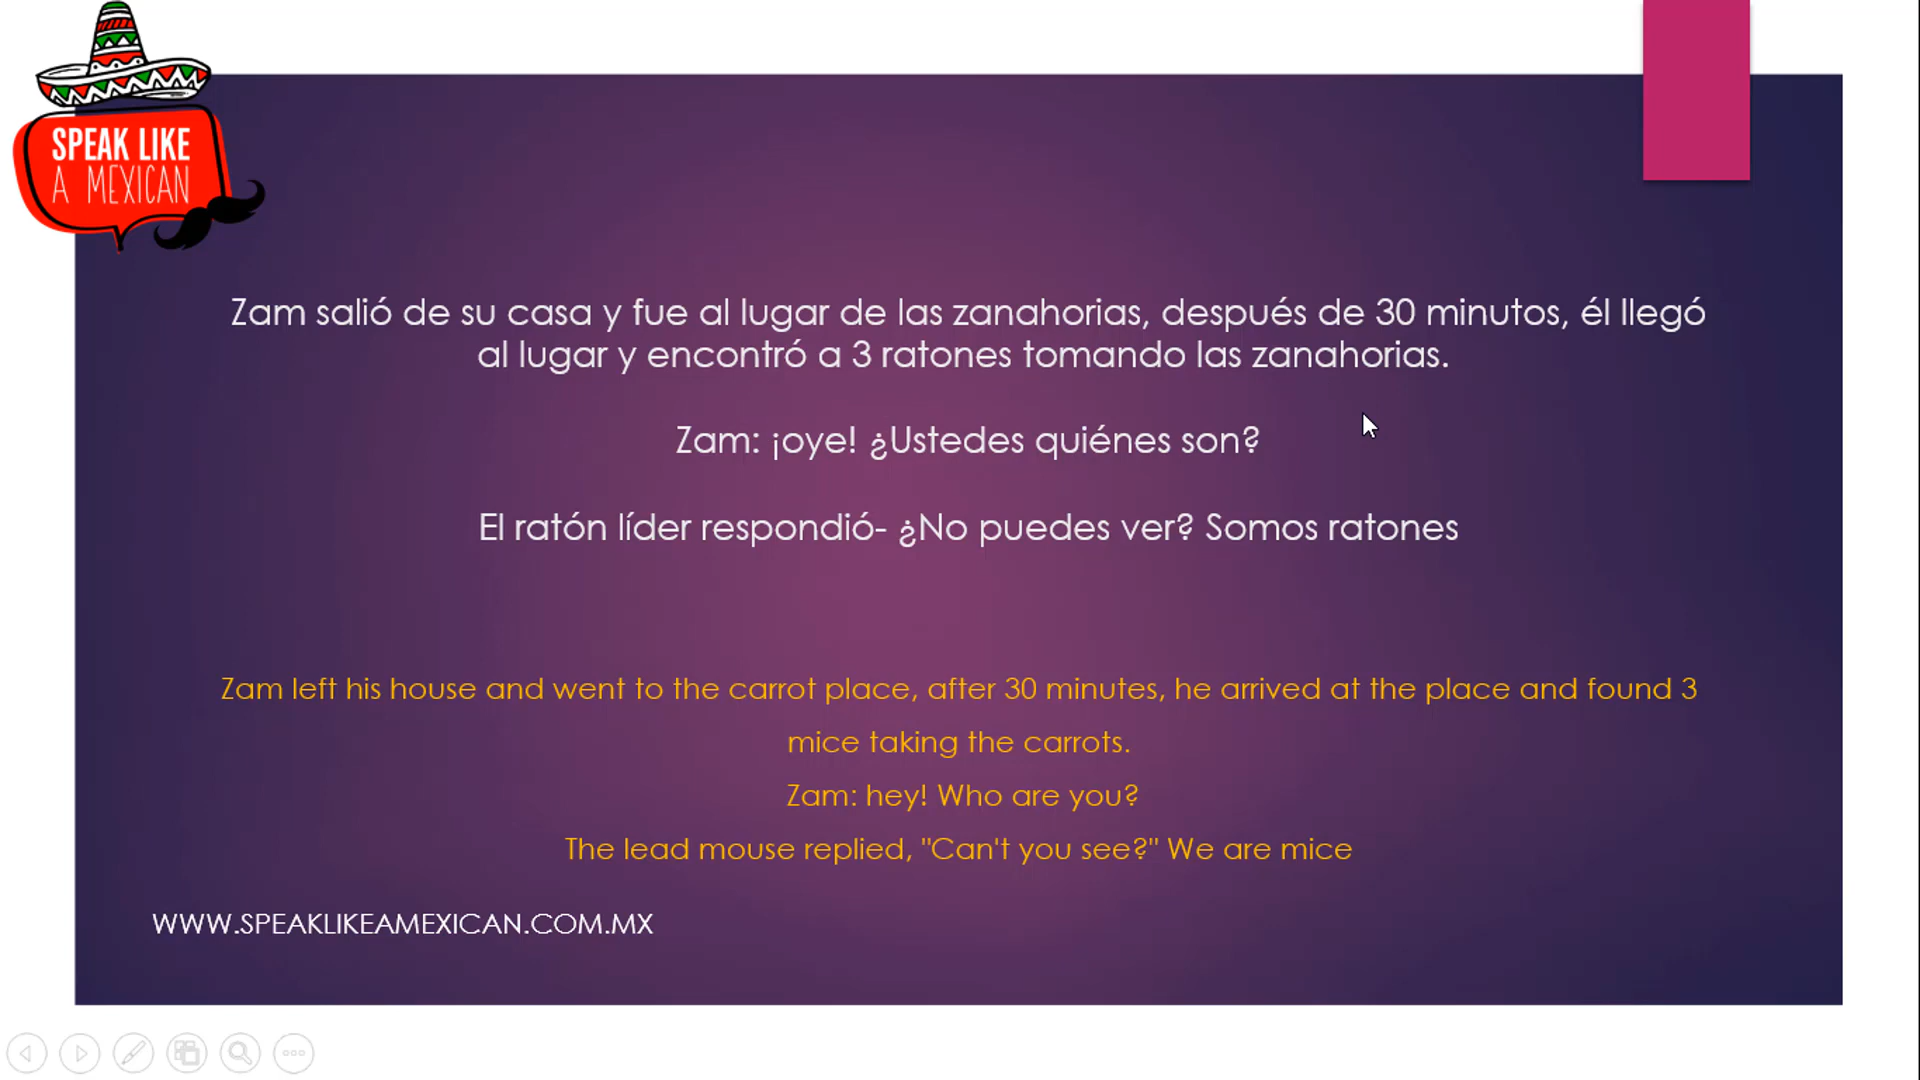 SPEAK LIKE
A MEXICAN
Zam salió de su casa y fue al lugar de las zanahorias, después de 30 minutos, él llegó
al lugar y encontró a 3 ratones tomando las zanahorias.
Zam: ¡oye! ¿Ustedes quiénes son?
El ratón líder respondió- ¿No puedes ver? Somos ratones
Zam left his house and went to the carrot place, after 30 minutes, he arrived at the place and found 3
mice taking the carrots.
Zam: hey! Who are you?
The lead mouse replied, "Can't you see?" We are mice
WWW.SPEAKLIKEAMEXICAN.COM.MX